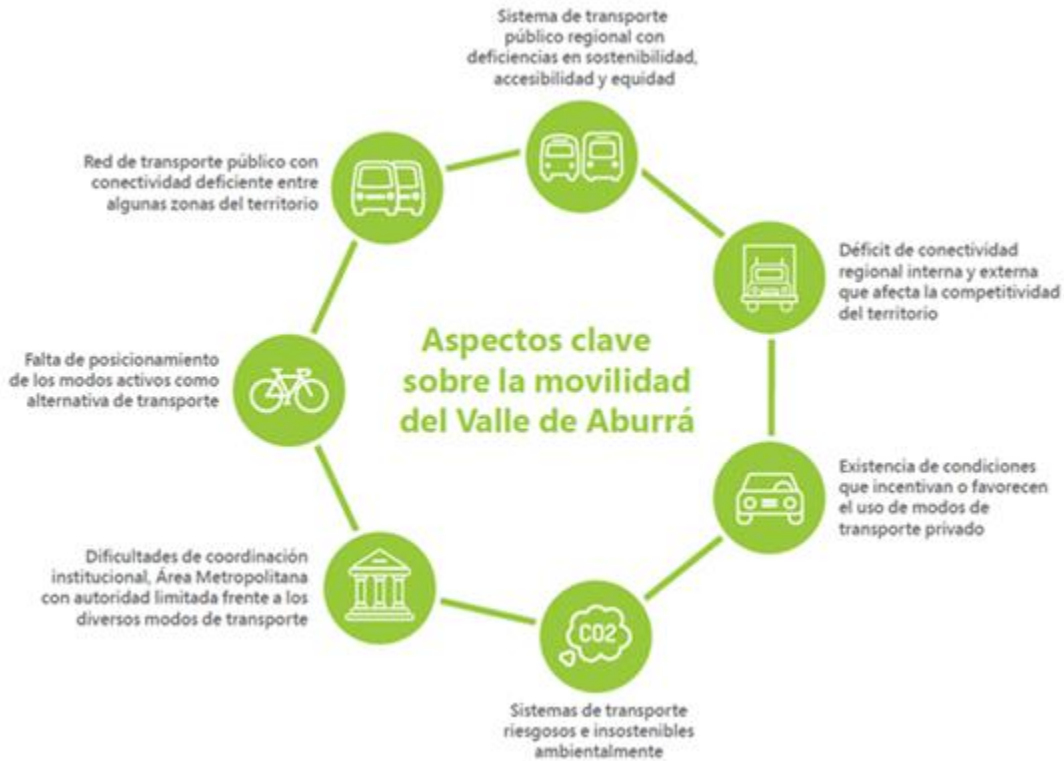 Sistema de transporte
público regional con
deficiencias en sostenibilidad,
accesibilidad y equidad
Red de transporte público con
conectividad deficiente entre
algunas zonas del territorio
Déficit de conectividad
regional interna y externa
que afecta la competitividad
del territorio
Aspectos clave
sobre la movilidad
del Valle de Aburrá
Falta de posicionamiento
de los modos activos como
alternativa de transporte
Existencia de condiciones
que incentivan o favorecen
el uso de modos de
transporte privado
Dificultades de coordinación
institucional, Área Metropolitana
con autoridad limitada frente a los
diversos modos de transporte
CO2
Sistemas de transporte
riesgosos e insostenibles
ambientalmente